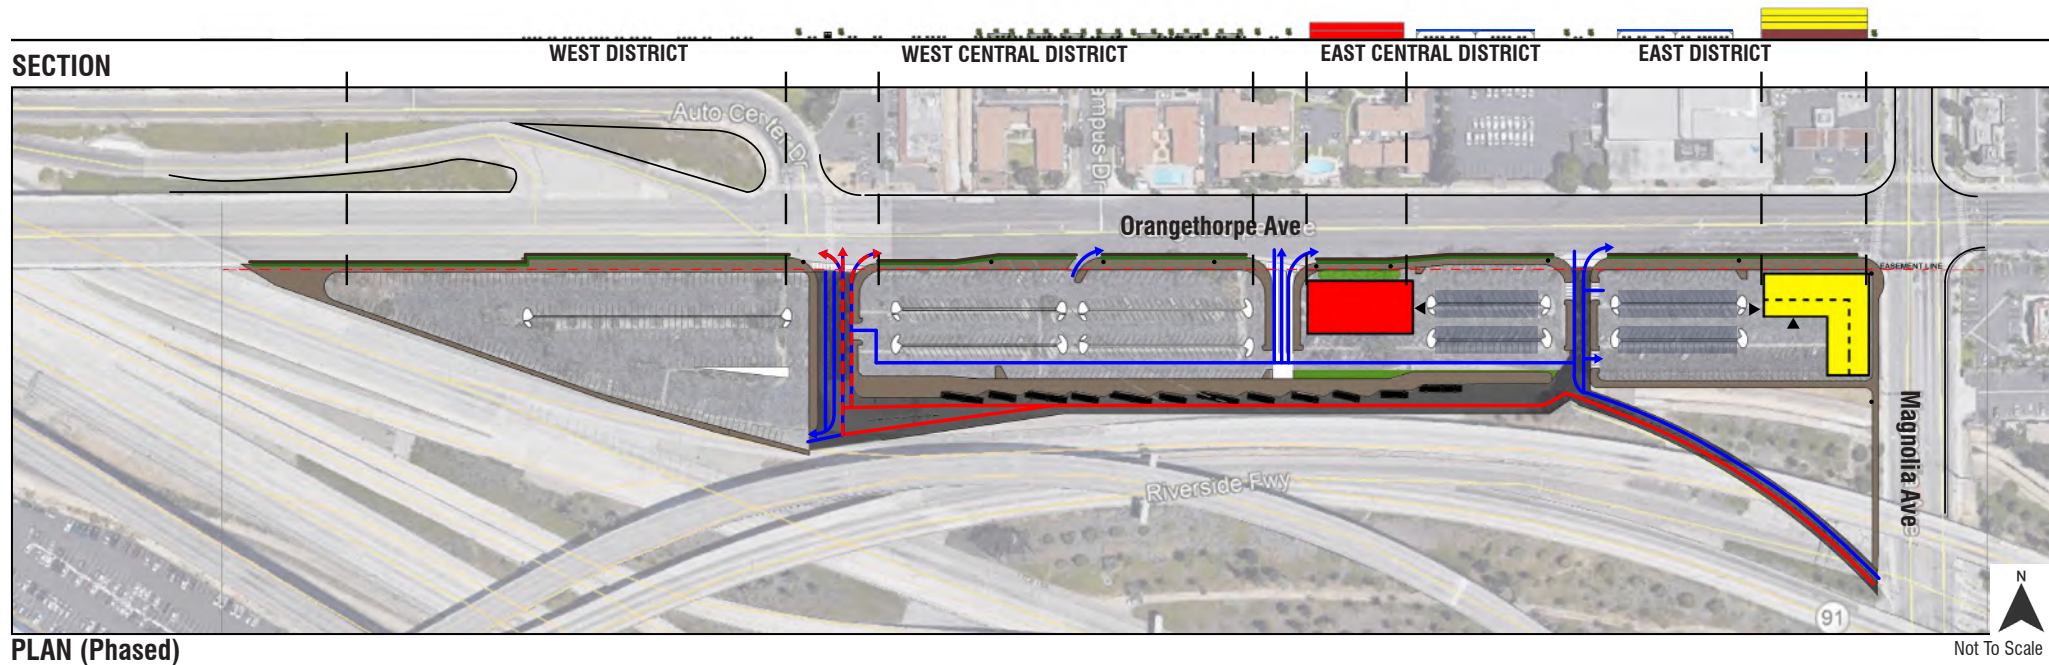 WEST DISTRICT
WEST CENTRAL DISTRICT
EAST CENTRAL DISTRICT
EAST DISTRICT
SECTION
Auto Center Dr
empus-Dr
Orangethorpe Ave
EASEMENT LINE
Magnolia Ave
Riverside Fwy
91
N
PLAN (Phased)
Not To Scale